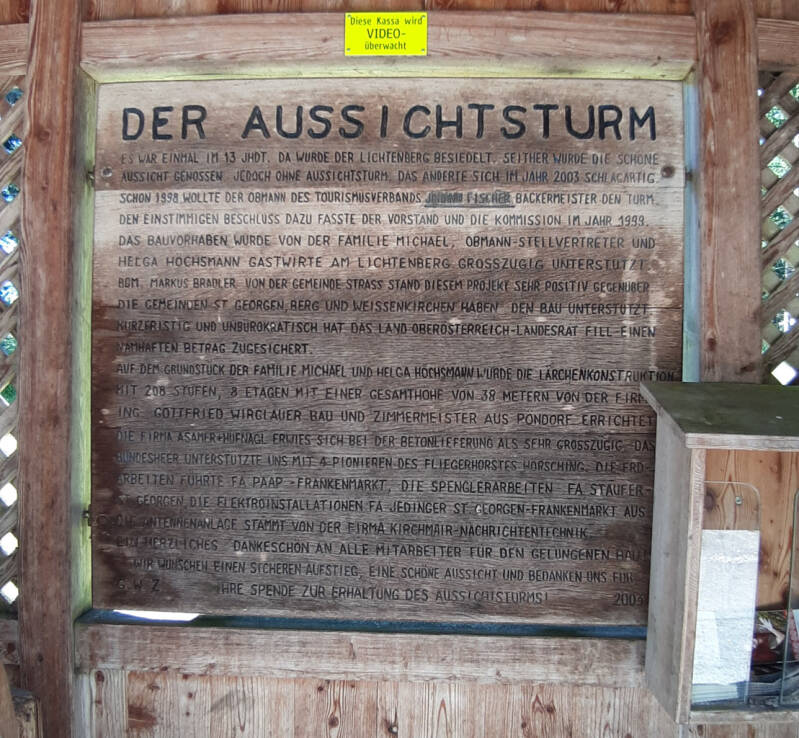 Diese Kassa wird
VIDEO-
überwacht
DER AUSSICHTSTURM
ES WAR EINMAL IM 13 JHDT. DA WURDE DER LICHTENBERG BESIEDELT. SEITHER WURDE DIE SCHÖNE
AUSSICHT GENOSSEN. JEDOCH OHNE AUSSICHTSTURM. DAS ÄNDERTE SICH IM JAHR 2003 SCHLAGARTIG.
SCHON 1998 WOLLTE DER OBMANN DES TOURISMUSVERBANDS FISCHER BÄCKERMEISTER DEN TURM.
DEN EINSTIMMIGEN BESCHLUSS DAZU FASSTE DER VORSTAND UND DIE KOMMISSION IM JAHR 1999.
DAS BAUVORHABEN WURDE VON DER FAMILIE MICHAEL, OBMANN-STELLVERTRETER UND
HELGA HÖCHSMANN GASTWIRTE AM LICHTENBERG GROSSZÜGIG UNTERSTÜTZT.
BGM. MARKUS BRADLER VON DER GEMEINDE STRASS STAND DIESEM PROJEKT SEHR POSITIV GEGENÜBER
DIE GEMEINDEN ST GEORGEN, BERG UND WEISSENKIRCHEN HABEN DEN BAU UNTERSTÜTZT.
KURZFRISTIG UND UNBÜROKRATISCH HAT DAS LAND OBERÖSTERREICH-LANDESRAT FILL-EINEN
NAMHAFTEN BETRAG ZUGESICHERT.
AUF DEM GRUNDSTÜCK DER FAMILIE MICHAEL UND HELGA HÖCHSMANN WURDE DIE LÄRCHENKONSTRUKTION
MIT 208 STUFEN, 8 ETAGEN MIT EINER GESAMTHÖHE VON 38 METERN VON DER FIRMA
ING. GOTTFRIED WIRGLAUER BAU UND ZIMMERMEISTER AUS PÖNDORF ERRICHTET
DIE FIRMA ASAMER+HUFNAGL ERWIES SICH BEI DER BETONLIEFERUNG ALS SEHR GROSSZÜGIG. DAS
BUNDESHEER UNTERSTÜTZTE UNS MIT 4 PIONIEREN DES FLIEGERHORSTES HÖRSCHING. DIE ERD-
ARBEITEN FÜHRTE FA PAAP -FRANKENMARKT, DIE SPENGLERARBEITEN FA STAUFER-
ST GEORGEN, DIE ELEKTROINSTALLATIONEN FA JEDINGER ST GEORGEN-FRANKENMARKT AUS.
DIE ANTENNENANLAGE STAMMT VON DER FIRMA KIRCHMAIR-NACHRICHTENTECHNIK.
EIN HERZLICHES DANKESCHÖN AN ALLE MITARBEITER FÜR DEN GELUNGENEN BAU!
WIR WÜNSCHEN EINEN SICHEREN AUFSTIEG, EINE SCHÖNE AUSSICHT UND BEDANKEN UNS FÜR
G. W. Z. IHRE SPENDE ZUR ERHALTUNG DES AUSSICHTSTURMS! 2003